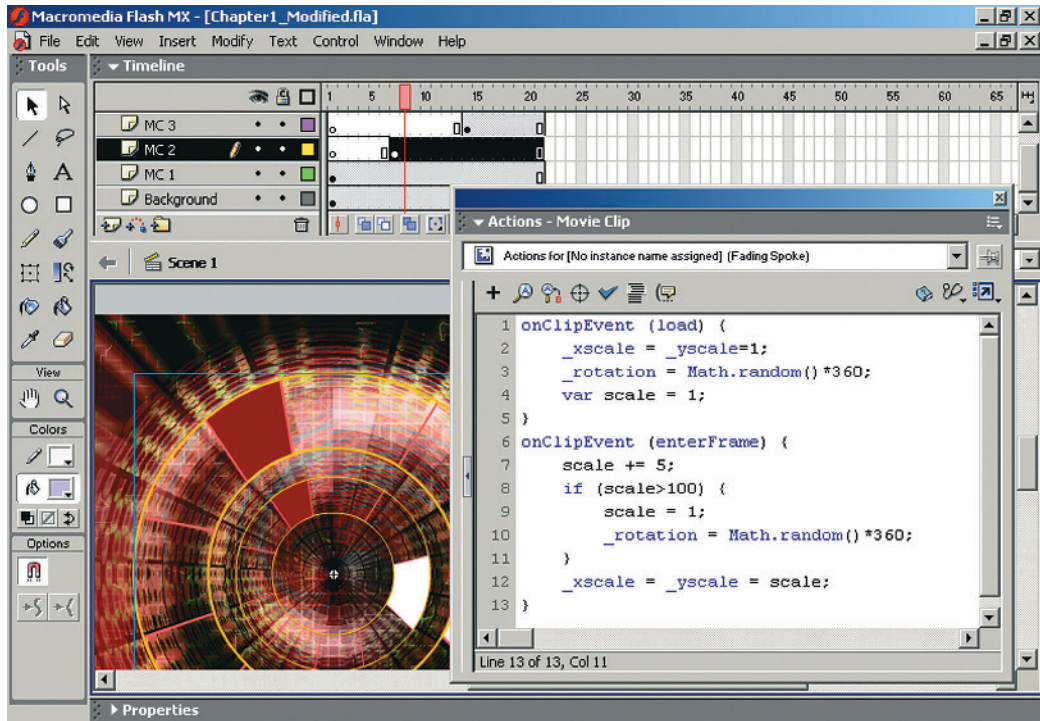 Macromedia Flash MX - [Chapter1_Modified.fla]
File Edit View Insert Modify Text Control Window Help
Tools
Timeline
1 5 10 15 20 25 30 35 40 45 50 55 60 65
MC 3
MC 2
MC 1
Background
Scene 1
View
Colors
Options
Actions - Movie Clip
Actions for [No instance name assigned] (Fading Spoke)
1 onClipEvent (load) {
2 _xscale = _yscale=1;
3 _rotation = Math.random()*360;
4 var scale = 1;
5 }
6 onClipEvent (enterFrame) {
7 scale += 5;
8 if (scale>100) {
9 scale = 1;
10 _rotation = Math.random()*360;
11 }
12 _xscale = _yscale = scale;
13 }
Line 13 of 13, Col 11
Properties